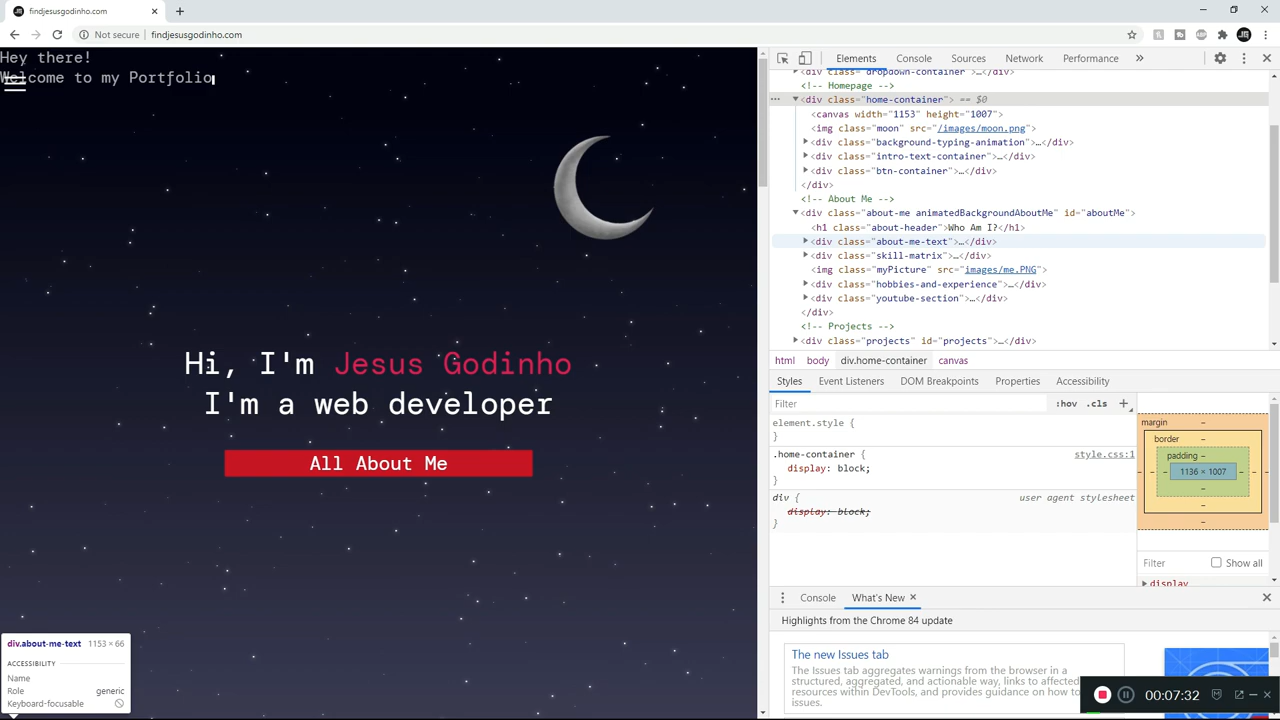 findjesusgodinho.com
Not secure
findjesusgodinho.com
Hey there!
Welcome to my Portfolio
Hi, I'm Jesus Godinho
I'm a web developer
All About Me
div.about-me-text 1153 × 66
ACCESSIBILITY
Name
Role generic
Keyboard-focusable
Elements Console Sources Network Performance »
<div class="dropdown-container">…</div>
<!-- Homepage -->
<div class="home-container"> == $0
<canvas width="1153" height="1007">
<img class="moon" src="/images/moon.png">
<div class="background-typing-animation">…</div>
<div class="intro-text-container">…</div>
<div class="btn-container">…</div>
</div>
<!-- About Me -->
<div class="about-me animatedBackgroundAboutMe" id="aboutMe">
<h1 class="about-header">Who Am I?</h1>
<div class="about-me-text">…</div>
<div class="skill-matrix">…</div>
<img class="myPicture" src="images/me.PNG">
<div class="hobbies-and-experience">…</div>
<div class="youtube-section">…</div>
</div>
<!-- Projects -->
<div class="projects" id="projects">…</div>
html body div.home-container canvas
Styles Event Listeners DOM Breakpoints Properties Accessibility
Filter :hov .cls +
element.style {
}
.home-container { style.css:1
display: block;
}
div { user agent stylesheet
display: block;
}
margin –
border –
padding –
1136 × 1007
–
–
–
Filter Show all
display
Console What's New ×
Highlights from the Chrome 84 update
The new Issues tab
The Issues tab aggregates warnings from the browser in a
structured, aggregated, and actionable way, links to affected
resources within DevTools, and provides guidance on how to
issues.
00:07:32